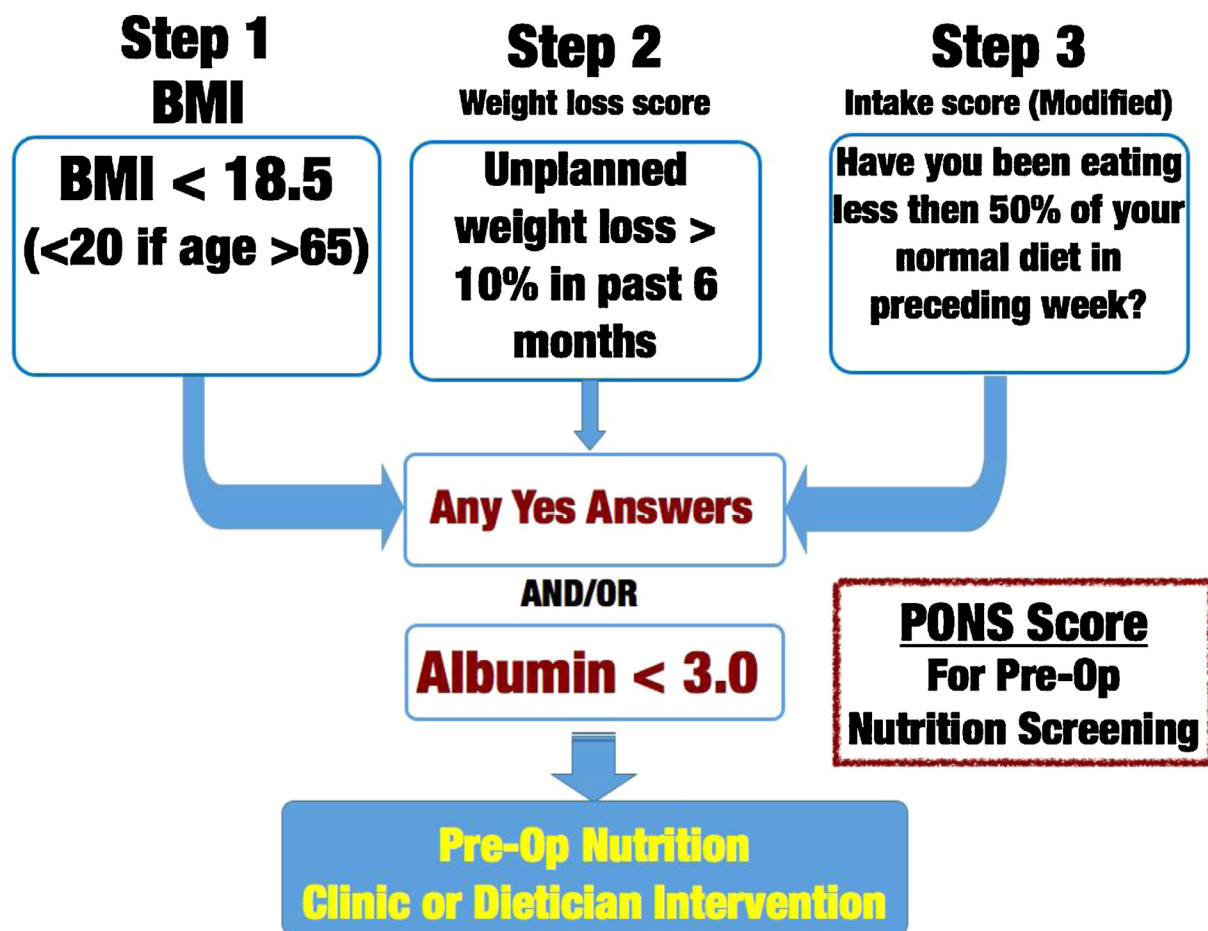 Step 1
BMI
BMI < 18.5
(<20 if age >65)
Step 2
Weight loss score
Unplanned
weight loss >
10% in past 6
months
Step 3
Intake score (Modified)
Have you been eating
less then 50% of your
normal diet in
preceding week?
Any Yes Answers
AND/OR
Albumin < 3.0
PONS Score
For Pre-Op
Nutrition Screening
Pre-Op Nutrition
Clinic or Dietician Intervention